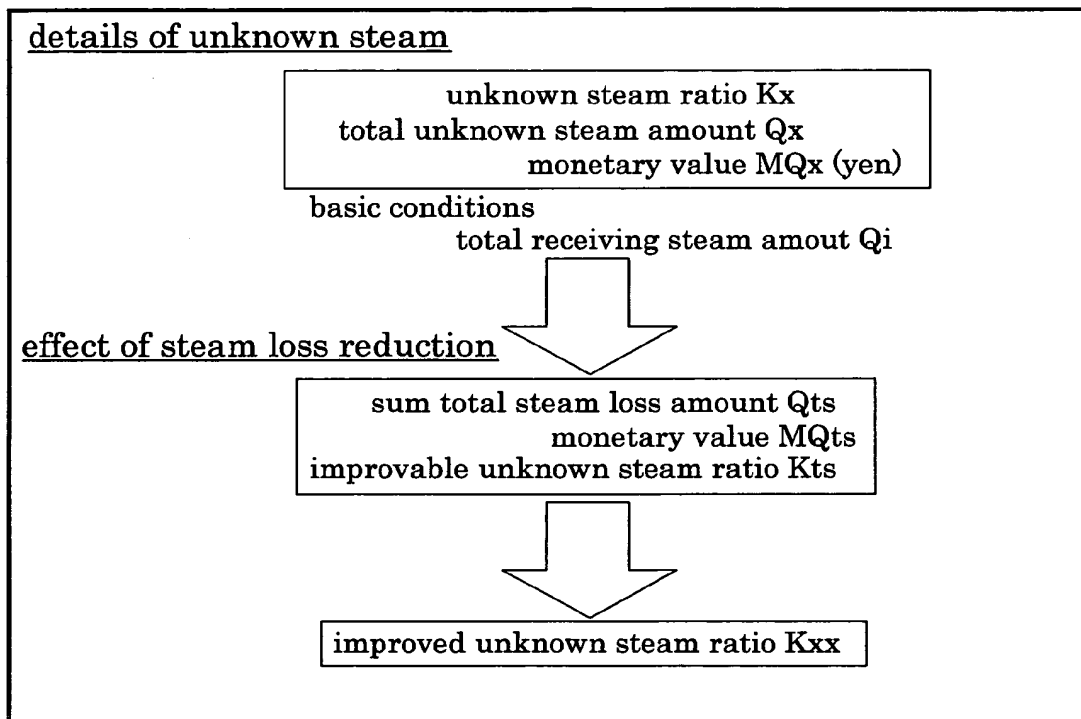 details of unknown steam
unknown steam ratio Kx
total unknown steam amount Qx
monetary value MQx (yen)
basic conditions
total receiving steam amout Qi
effect of steam loss reduction
sum total steam loss amount Qts
monetary value MQts
improvable unknown steam ratio Kts
improved unknown steam ratio Kxx